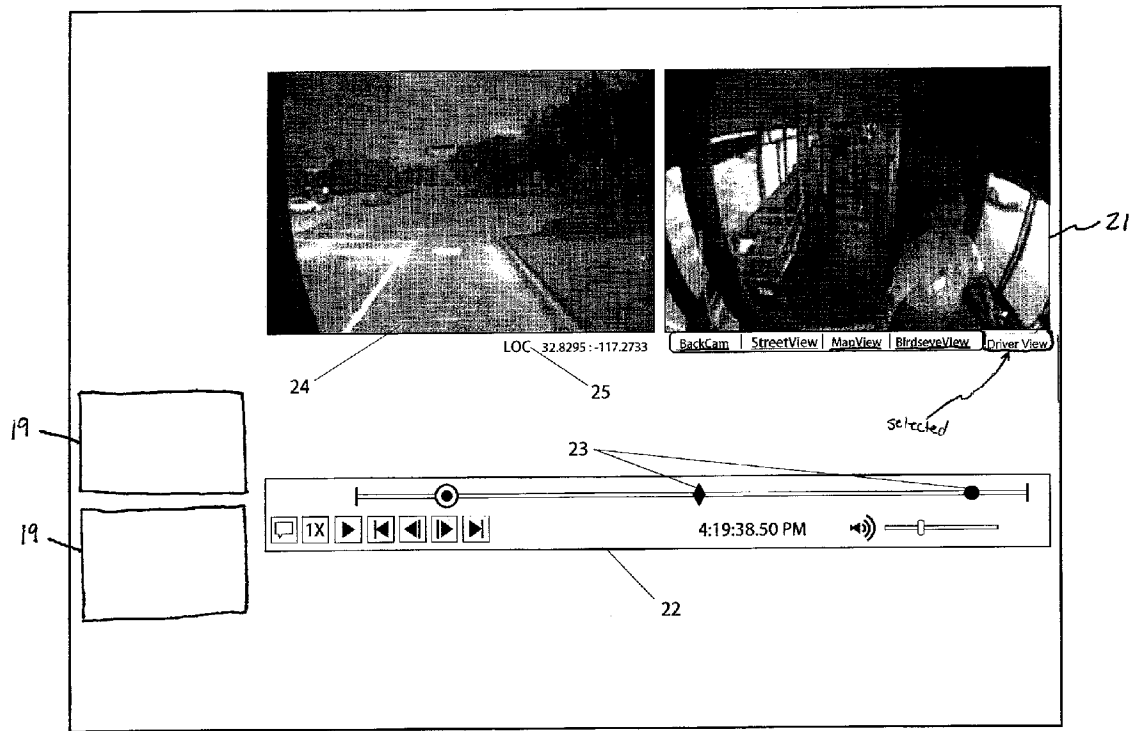 21
BackCam StreetView MapView BirdseyeView Driver View
LOC 32.8295 : -117.2733
24
25
selected
19
23
19
1X 4:19:38.50 PM
22